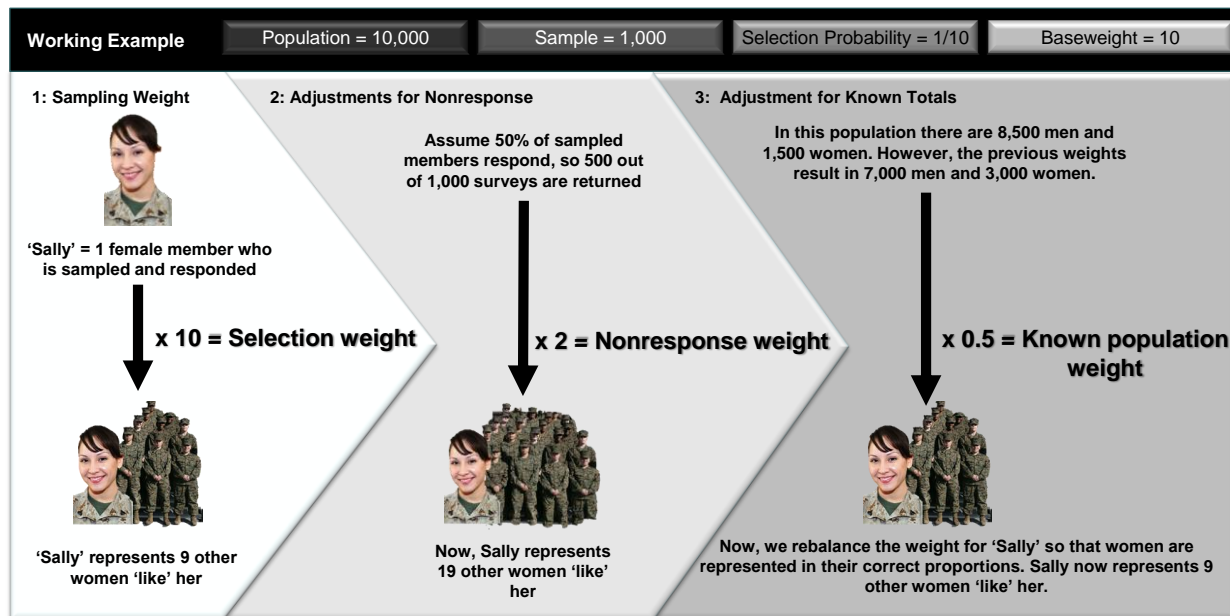 Working Example
Population = 10,000
Sample = 1,000
Selection Probability = 1/10
Baseweight = 10
1: Sampling Weight
‘Sally’ = 1 female member who
is sampled and responded
x 10 = Selection weight
‘Sally’ represents 9 other
women ‘like’ her
2: Adjustments for Nonresponse
Assume 50% of sampled
members respond, so 500 out
of 1,000 surveys are returned
x 2 = Nonresponse weight
Now, Sally represents
19 other women ‘like’
her
3: Adjustment for Known Totals
In this population there are 8,500 men and
1,500 women. However, the previous weights
result in 7,000 men and 3,000 women.
x 0.5 = Known population
weight
Now, we rebalance the weight for ‘Sally’ so that women are
represented in their correct proportions. Sally now represents 9
other women ‘like’ her.